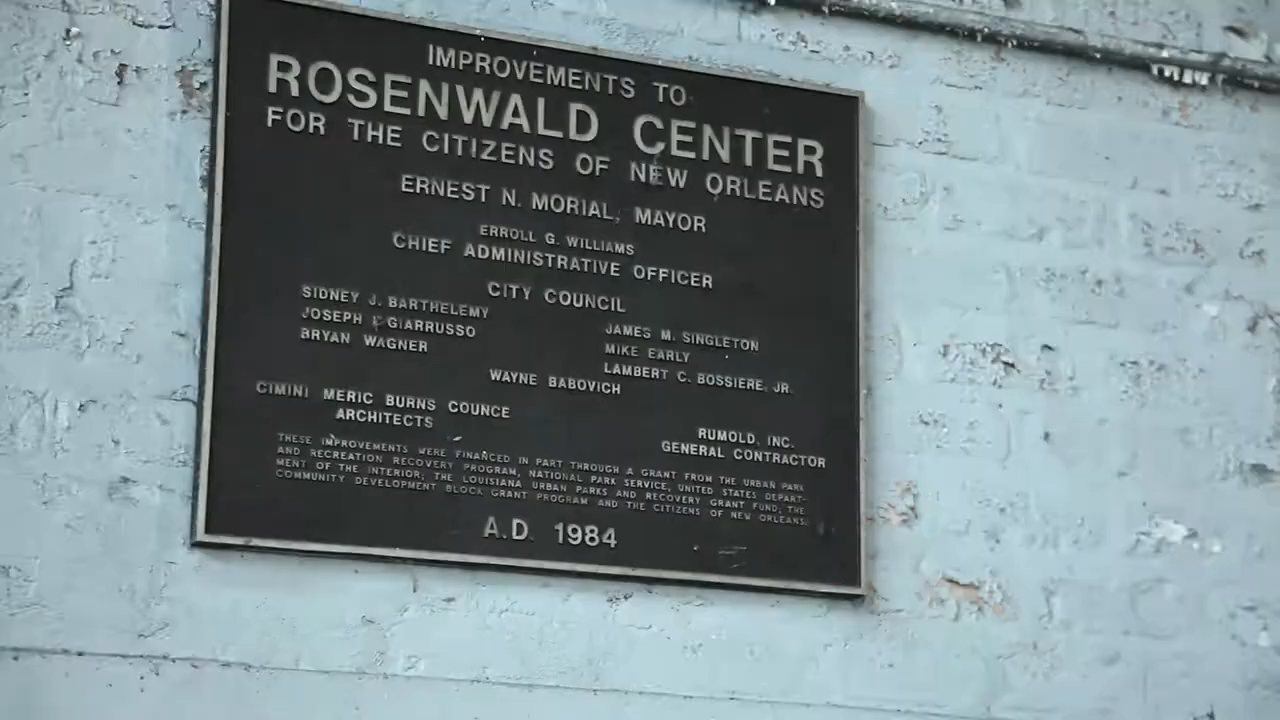 IMPROVEMENTS TO
ROSENWALD CENTER
FOR THE CITIZENS OF NEW ORLEANS
ERNEST N. MORIAL, MAYOR
ERROLL G. WILLIAMS
CHIEF ADMINISTRATIVE OFFICER
CITY COUNCIL
SIDNEY J. BARTHELEMY
JOSEPH I. GIARRUSSO
BRYAN WAGNER
JAMES M. SINGLETON
MIKE EARLY
LAMBERT C. BOSSIERE, JR.
WAYNE BABOVICH
CIMINI MERIC BURNS COUNCE
ARCHITECTS
RUMOLD, INC.
GENERAL CONTRACTOR
THESE IMPROVEMENTS WERE FINANCED IN PART THROUGH A GRANT FROM THE URBAN PARK
AND RECREATION RECOVERY PROGRAM, NATIONAL PARK SERVICE, UNITED STATES DEPART-
MENT OF THE INTERIOR; THE LOUISIANA URBAN PARKS AND RECOVERY GRANT FUND; THE
COMMUNITY DEVELOPMENT BLOCK GRANT PROGRAM AND THE CITIZENS OF NEW ORLEANS.
A.D. 1984